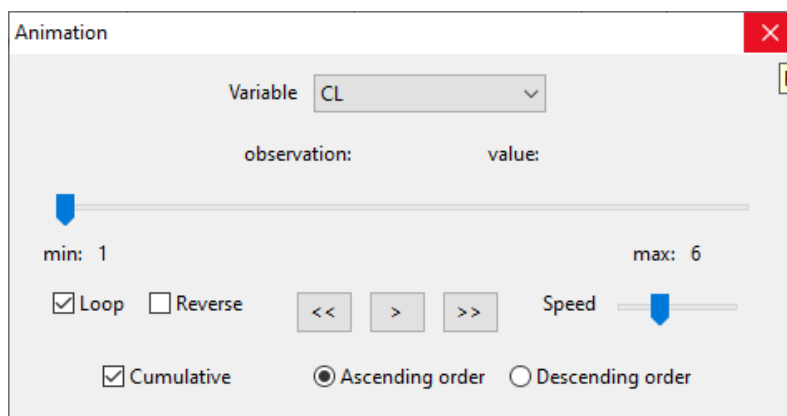 Animation
Variable CL
observation: value:
min: 1 max: 6
Loop Reverse << > >> Speed
Cumulative Ascending order Descending order